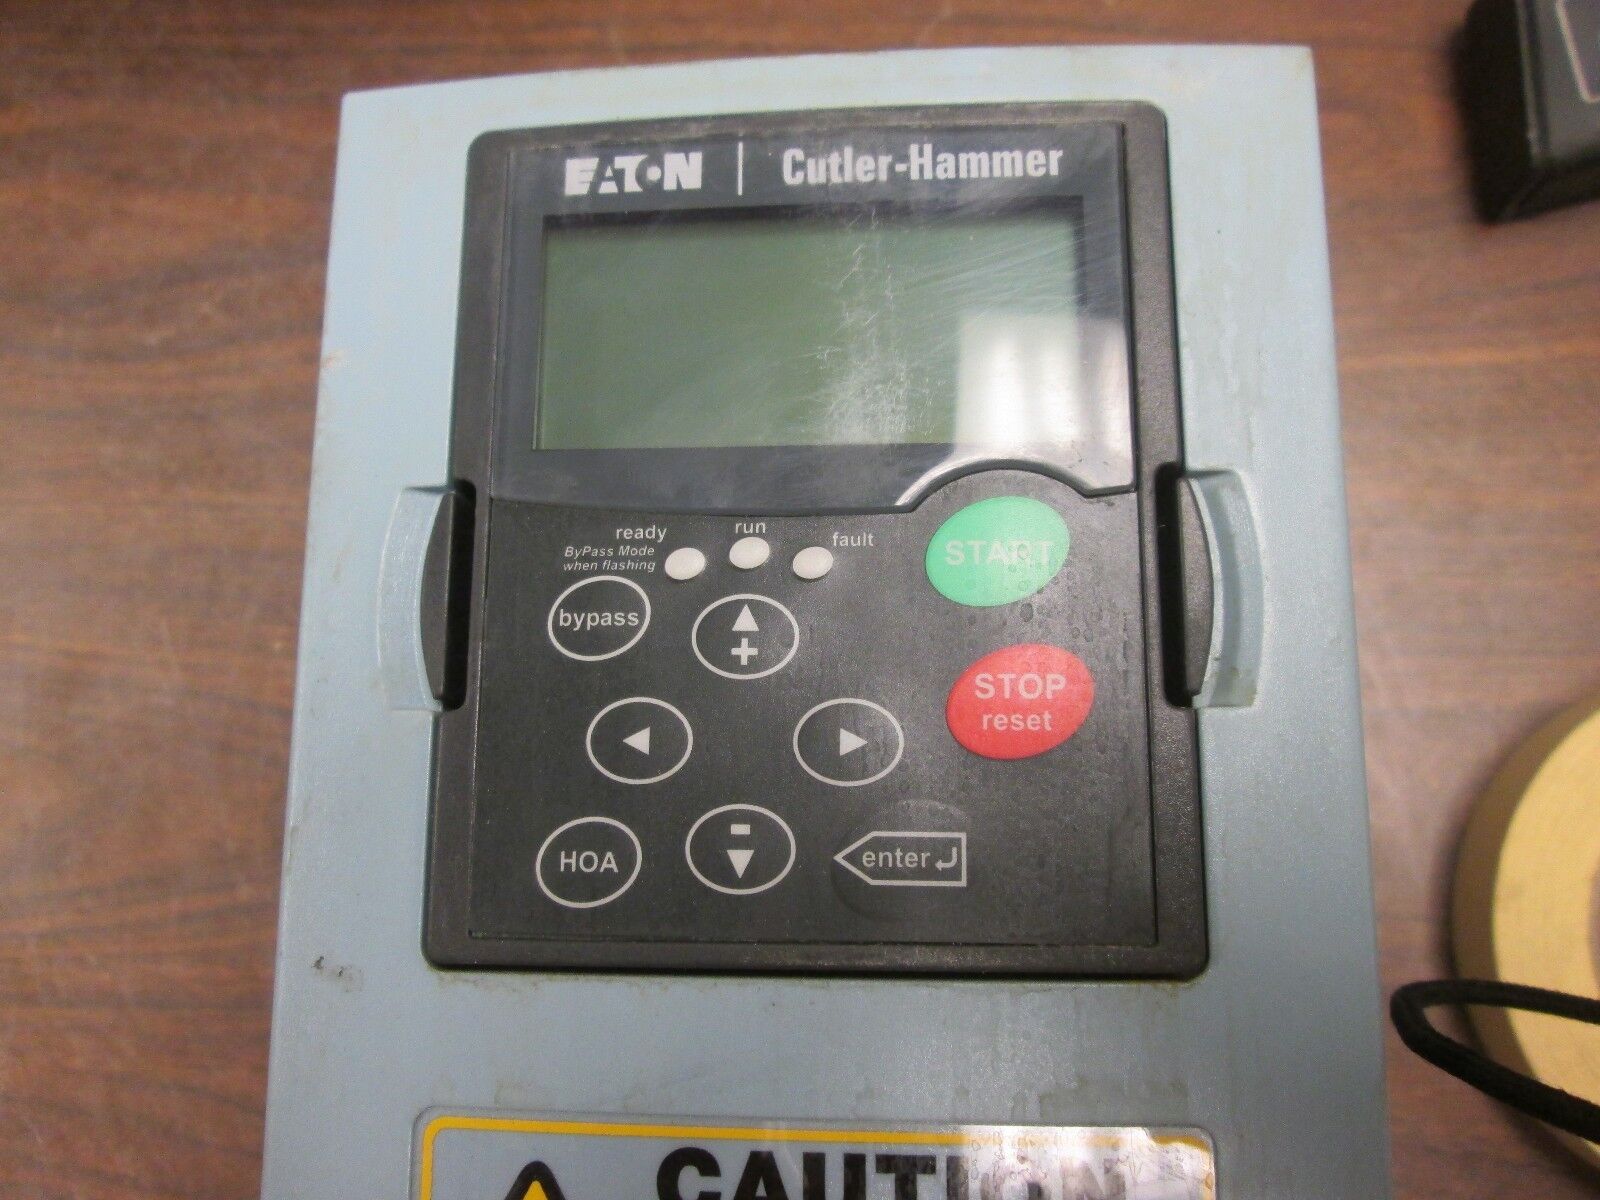 EATON | Cutler-Hammer
ready
run
fault
ByPass Mode
when flashing
START
bypass
+
STOP
reset
HOA
-
enter
CAUTION